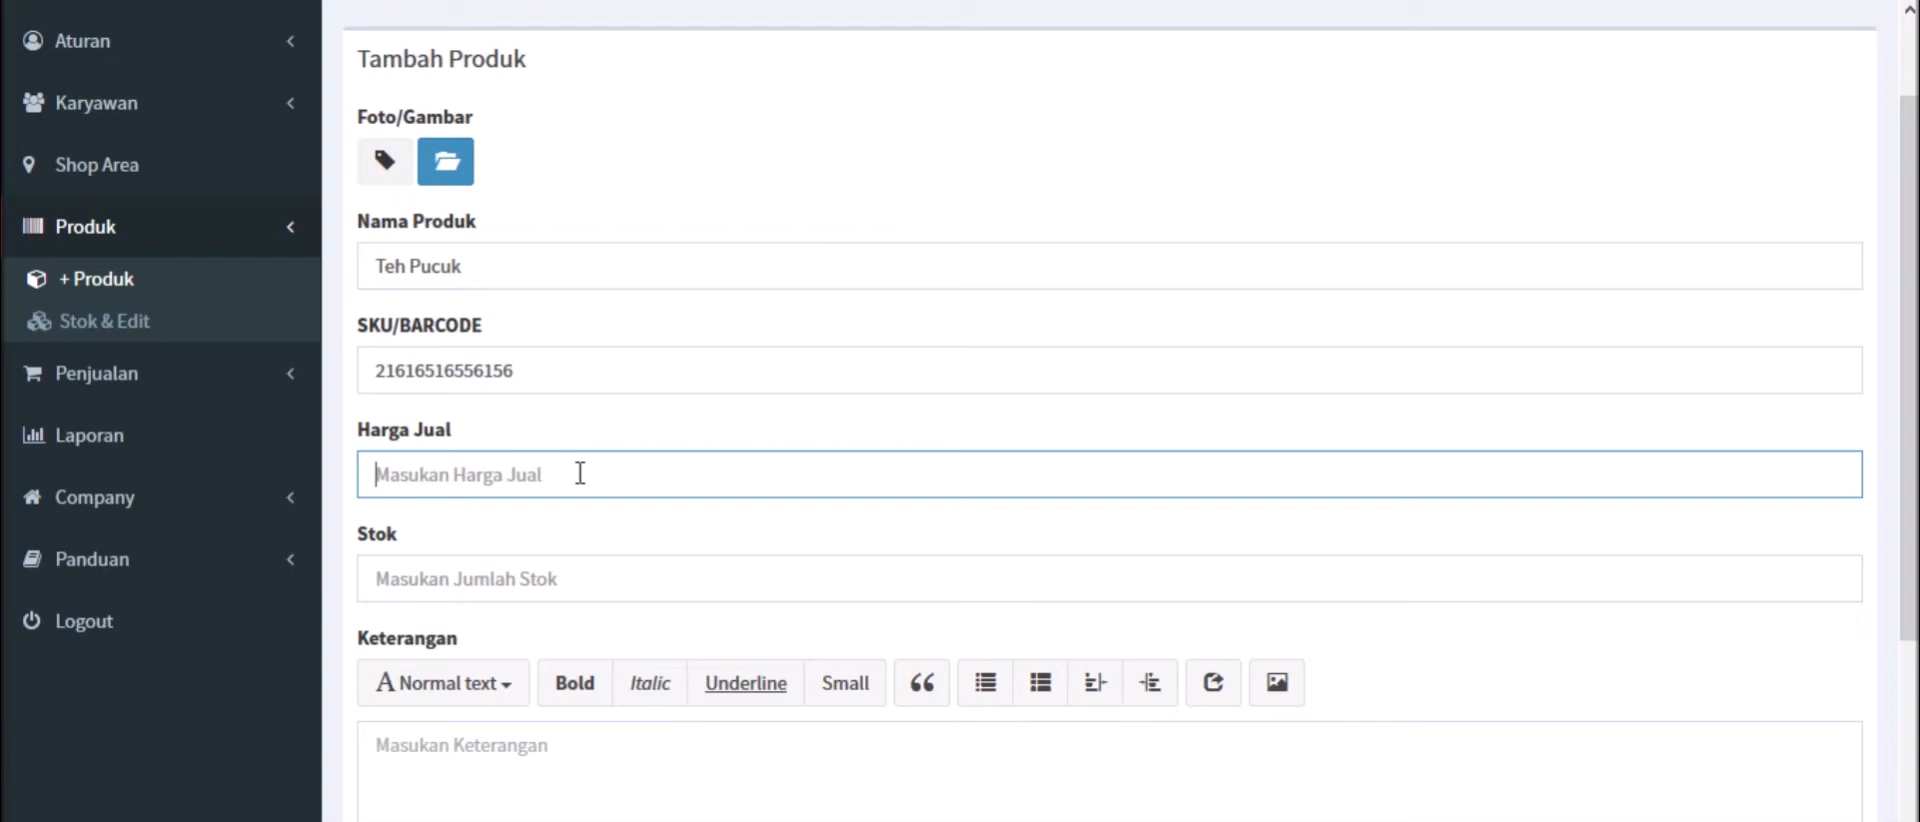 Aturan
Karyawan
Shop Area
Produk
+ Produk
Stok & Edit
Penjualan
Laporan
Company
Panduan
Logout
Tambah Produk
Foto/Gambar
Nama Produk
Teh Pucuk
SKU/BARCODE
21616516556156
Harga Jual
Masukan Harga Jual
Stok
Masukan Jumlah Stok
Keterangan
A Normal text Bold Italic Underline Small
Masukan Keterangan